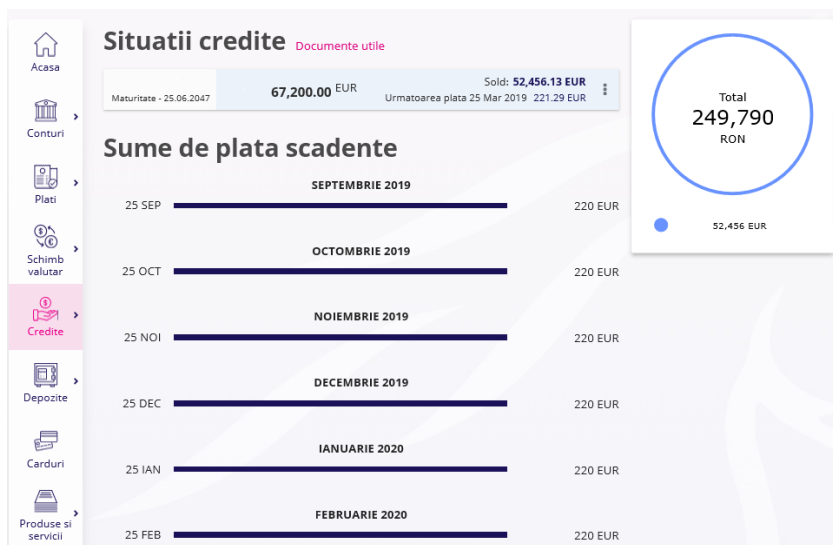 Acasa
Conturi
Plati
Schimb
valutar
Credite
Depozite
Carduri
Produse si
servicii
Situatii credite Documente utile
Maturitate - 25.06.2047
67,200.00 EUR
Sold: 52,456.13 EUR
Urmatoarea plata 25 Mar 2019 221.29 EUR
Sume de plata scadente
SEPTEMBRIE 2019
25 SEP 220 EUR
OCTOMBRIE 2019
25 OCT 220 EUR
NOIEMBRIE 2019
25 NOI 220 EUR
DECEMBRIE 2019
25 DEC 220 EUR
IANUARIE 2020
25 IAN 220 EUR
FEBRUARIE 2020
25 FEB 220 EUR
Total
249,790
RON
52,456 EUR